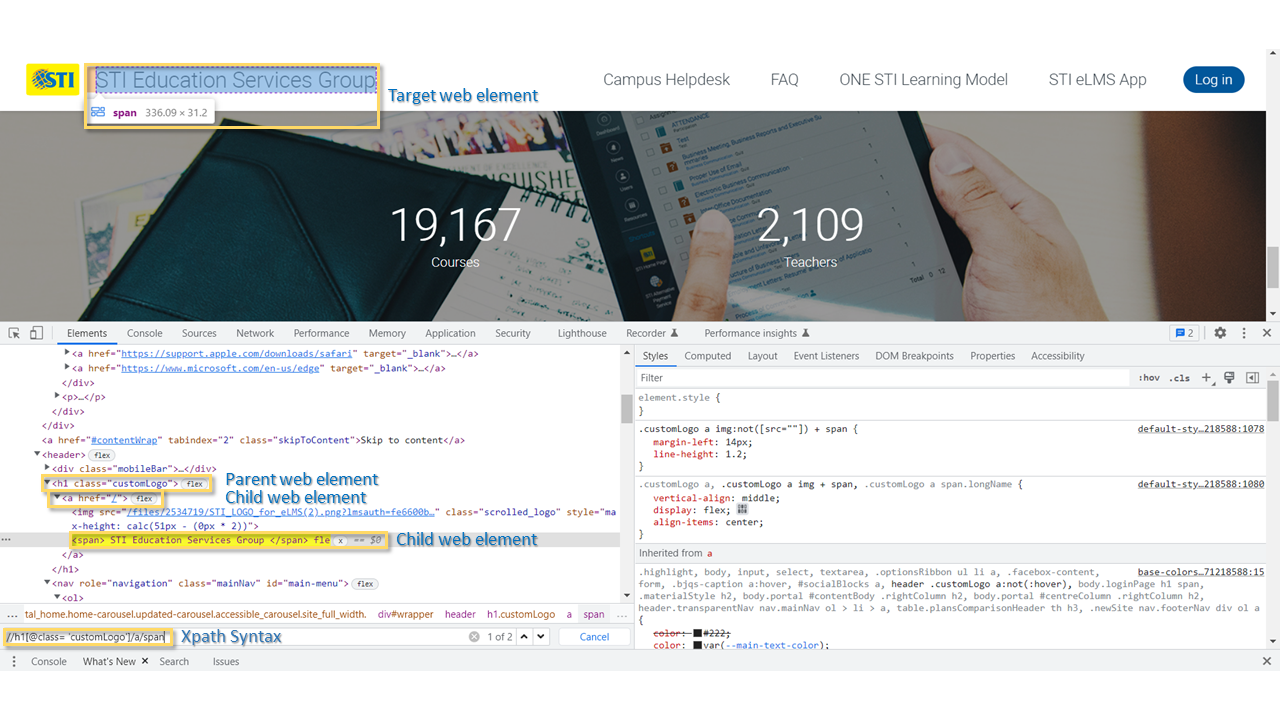 STI
STI Education Services Group
Campus Helpdesk FAQ ONE STI Learning Model STI eLMS App Log in
Target web element
span 336.09 × 31.2
ATTENDANCE
Text
Proper Use of Email
Electronic Business Communication
19,167
Courses
2,109
Teachers
Elements Console Sources Network Performance Memory Application Security Lighthouse Recorder Performance insights 2
<a href="https://support.apple.com/downloads/safari" target="_blank">…</a>
<a href="https://www.microsoft.com/en-us/edge" target="_blank">…</a>
</div>
<p>…</p>
</div>
</div>
<a href="#contentWrap" tabindex="2" class="skipToContent">Skip to content</a>
<header> flex
<div class="mobileBar">…</div>
<h1 class="customLogo"> flex
Parent web element
<a href="/"> flex
Child web element
<img src="/files/2534719/STI_LOGO_for_eLMS(2).png?lmsauth=fe6600b…" class="scrolled_logo" style="ma
x-height: calc(51px - (0px * 2))">
… <span> STI Education Services Group </span> fle x == $0
Child web element
</a>
</h1>
<nav role="navigation" class="mainNav" id="main-menu"> flex
<ol>
… tal_home.home-carousel.updated-carousel.accessible_carousel.site_full_width. div#wrapper header h1.customLogo a span …
//h1[@class= 'customLogo']/a/span
Xpath Syntax
1 of 2 Cancel
Styles Computed Layout Event Listeners DOM Breakpoints Properties Accessibility
Filter :hov .cls
element.style {
}
.customLogo a img:not([src=""]) + span { default-sty…218588:1078
margin-left: 14px;
line-height: 1.2;
}
.customLogo a, .customLogo a img + span, .customLogo a span.longName { default-sty…218588:1080
vertical-align: middle;
display: flex;
align-items: center;
}
Inherited from a
.highlight, body, input, select, textarea, .optionsRibbon ul li a, .facebox-content, base-colors…71218588:15
form, .bjqs-caption a:hover, #socialBlocks a, header .customLogo a:not(:hover), body.loginPage h1 span,
.materialStyle h2, body.portal #contentBody .rightColumn h2, body.portal #centreColumn .rightColumn h2,
header.transparentNav nav.mainNav ol > li > a, table.plansComparisonHeader th h3, .newSite nav.footerNav div ol a
{
color: #222;
color: var(--main-text-color);
Console What's New Search Issues